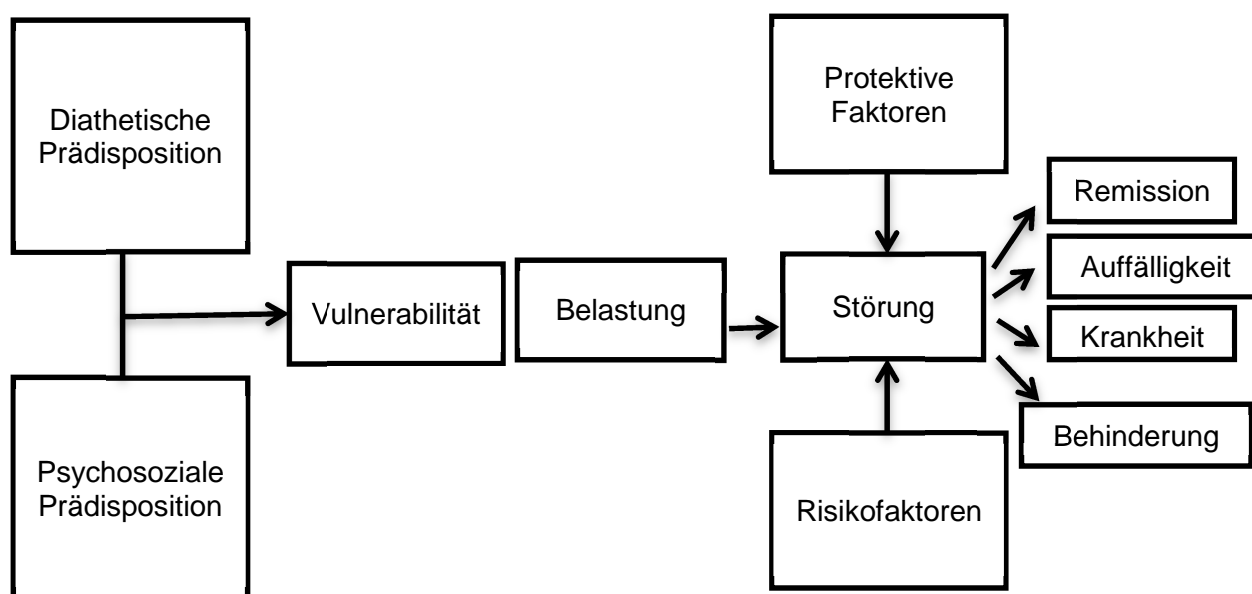 Diathetische
Prädisposition
Psychosoziale
Prädisposition
Vulnerabilität
Belastung
Protektive
Faktoren
Störung
Risikofaktoren
Remission
Auffälligkeit
Krankheit
Behinderung